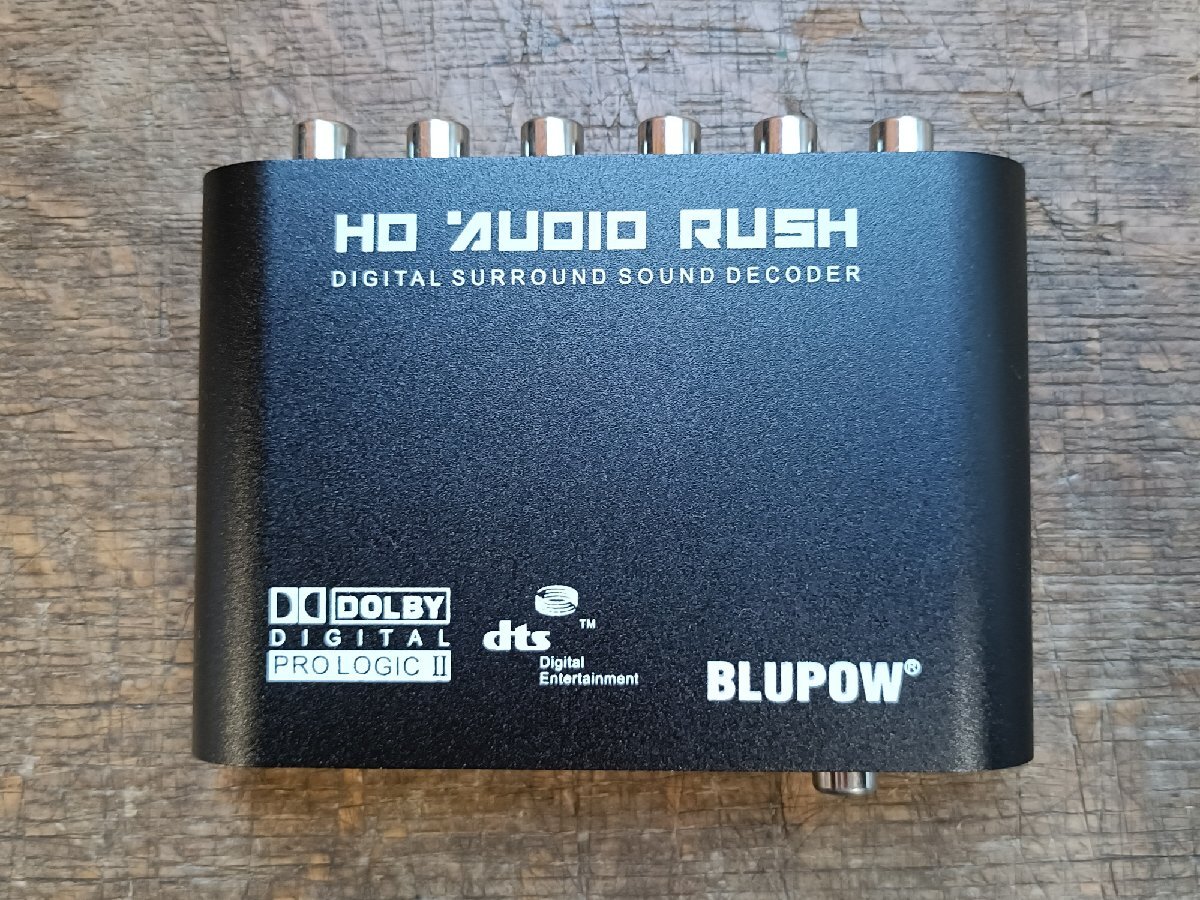 HD AUDIO RUSH
DIGITAL SURROUND SOUND DECODER
DOLBY
DIGITAL
PRO LOGIC II
dts ™
Digital
Entertainment
BLUPOW®